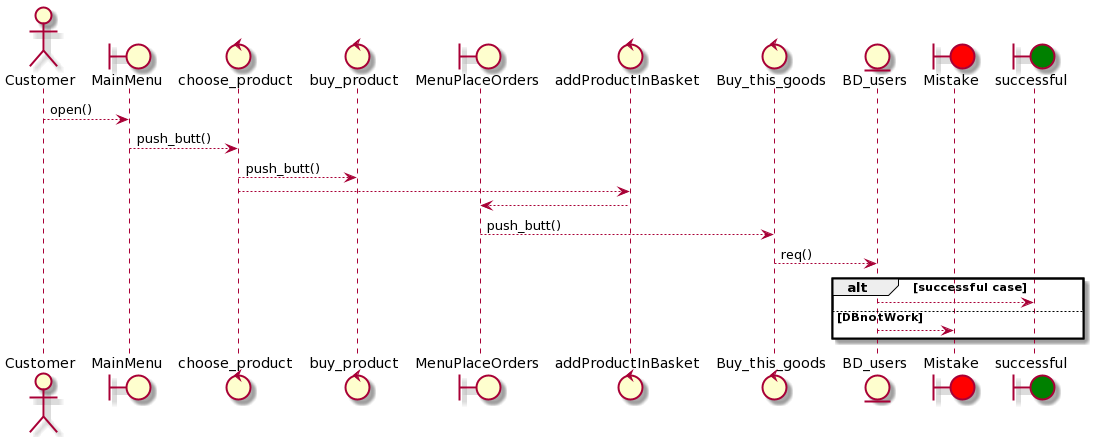 Customer MainMenu choose_product buy_product MenuPlaceOrders addProductInBasket Buy_this_goods BD_users Mistake successful
open()
push_butt()
push_butt()
push_butt()
req()
alt [successful case]
[DBnotWork]
Customer MainMenu choose_product buy_product MenuPlaceOrders addProductInBasket Buy_this_goods BD_users Mistake successful